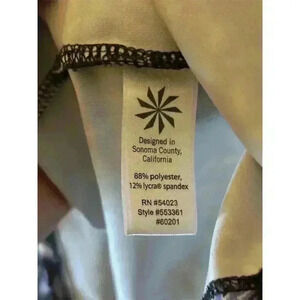 Designed in
Sonoma County,
California
88% polyester,
12% lycra® spandex
RN #54023
Style #553361
#60201